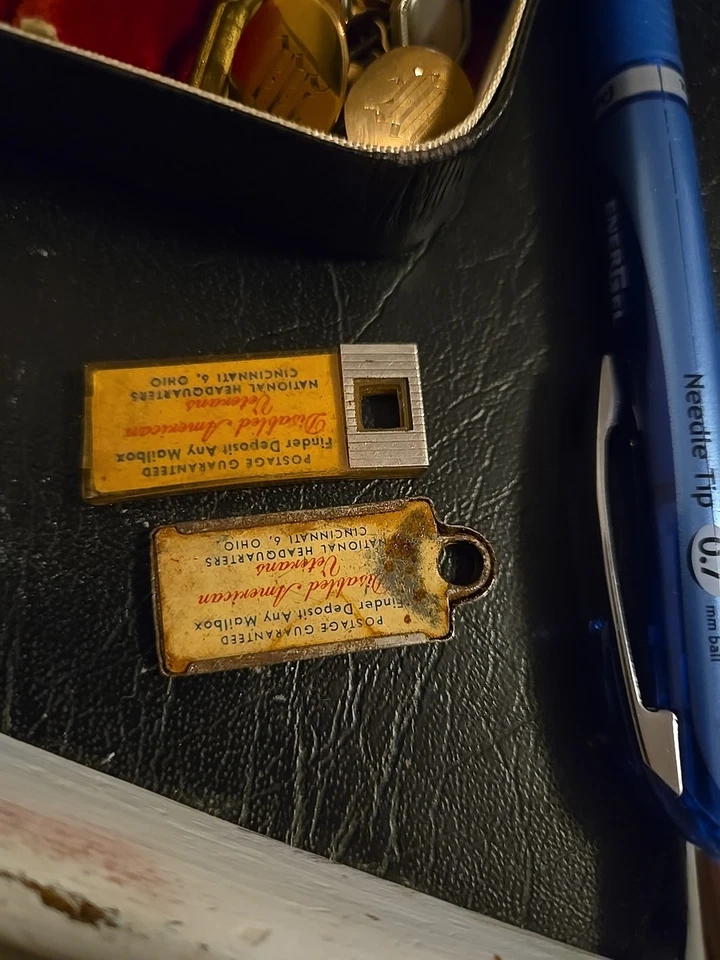 POSTAGE GUARANTEED
Finder Deposit Any Mailbox
Disabled American
Veterans
NATIONAL HEADQUARTERS
CINCINNATI 6, OHIO
POSTAGE GUARANTEED
Finder Deposit Any Mailbox
Disabled American
Veterans
NATIONAL HEADQUARTERS
CINCINNATI 6, OHIO.
ENERGEL
Needle Tip 0.7 mm ball